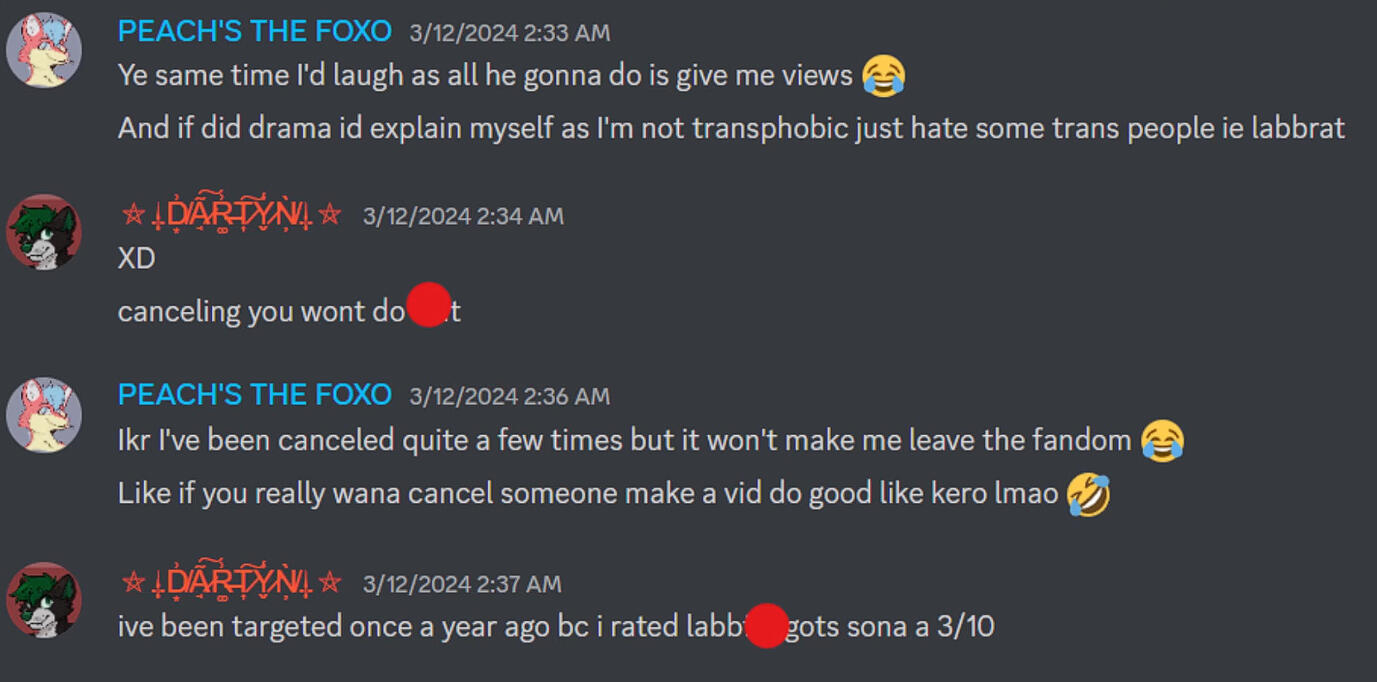 PEACH'S THE FOXO 3/12/2024 2:33 AM
Ye same time I'd laugh as all he gonna do is give me views 😂
And if did drama id explain myself as I'm not transphobic just hate some trans people ie labbrat
☆⸸DARTYN⸸☆ 3/12/2024 2:34 AM
XD
canceling you wont do t
PEACH'S THE FOXO 3/12/2024 2:36 AM
Ikr I've been canceled quite a few times but it won't make me leave the fandom 😂
Like if you really wana cancel someone make a vid do good like kero lmao 🤣
☆⸸DARTYN⸸☆ 3/12/2024 2:37 AM
ive been targeted once a year ago bc i rated labb gots sona a 3/10